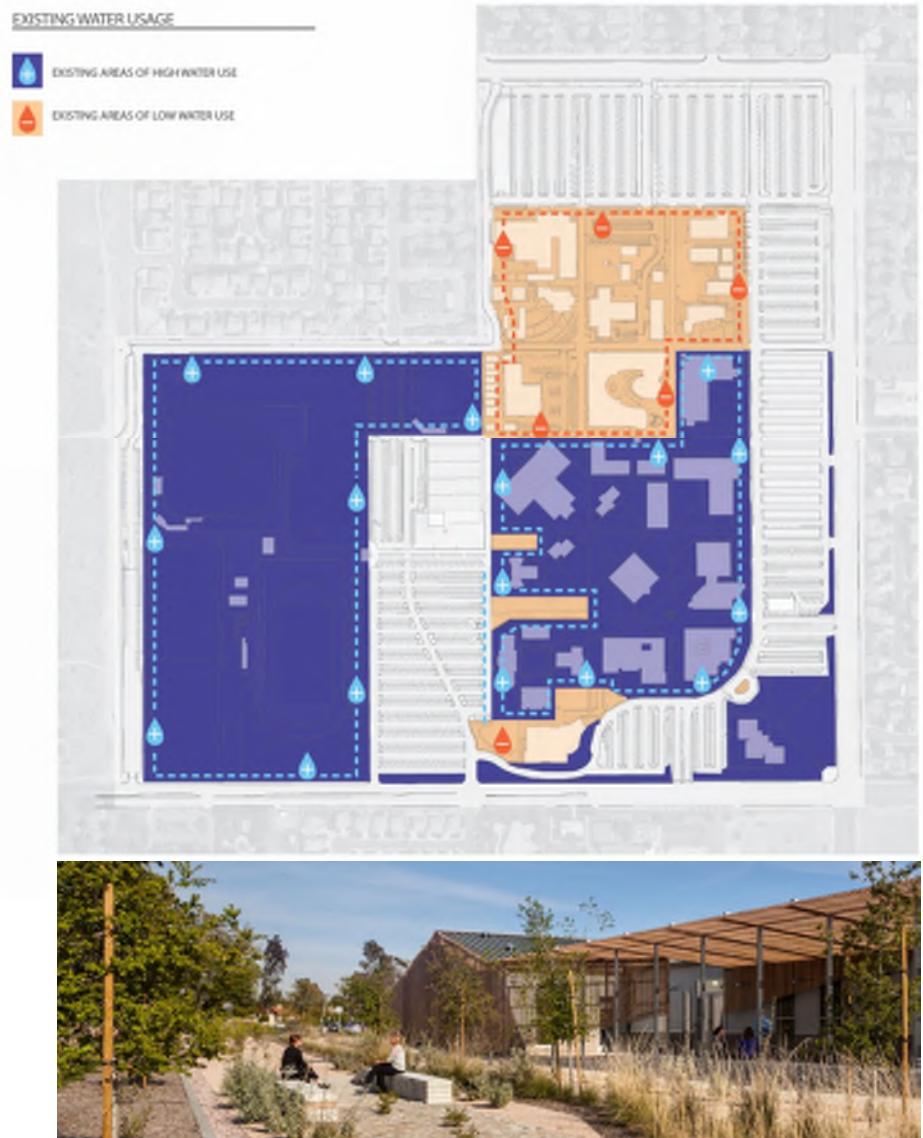 EXISTING WATER USAGE
EXISTING AREAS OF HIGH WATER USE
EXISTING AREAS OF LOW WATER USE